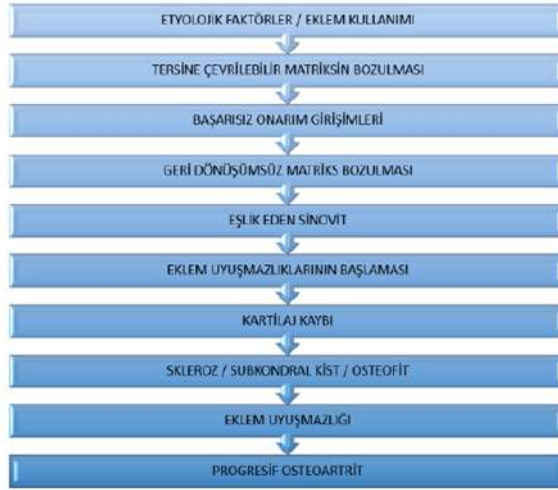 ETYOLOJİK FAKTÖRLER / EKLEM KULLANIMI
TERSİNE ÇEVRİLEBİLİR MATRİKSİN BOZULMASI
BAŞARISIZ ONARIM GİRİŞİMLERİ
GERİ DÖNÜŞÜMSÜZ MATRİKS BOZULMASI
EŞLİK EDEN SİNOVİT
EKLEM UYUŞMAZLIKLARININ BAŞLAMASI
KARTİLAJ KAYBI
SKLEROZ / SUBKONDRAL KİST / OSTEOFİT
EKLEM UYUŞMAZLIĞI
PROGRESİF OSTEOARTRİT